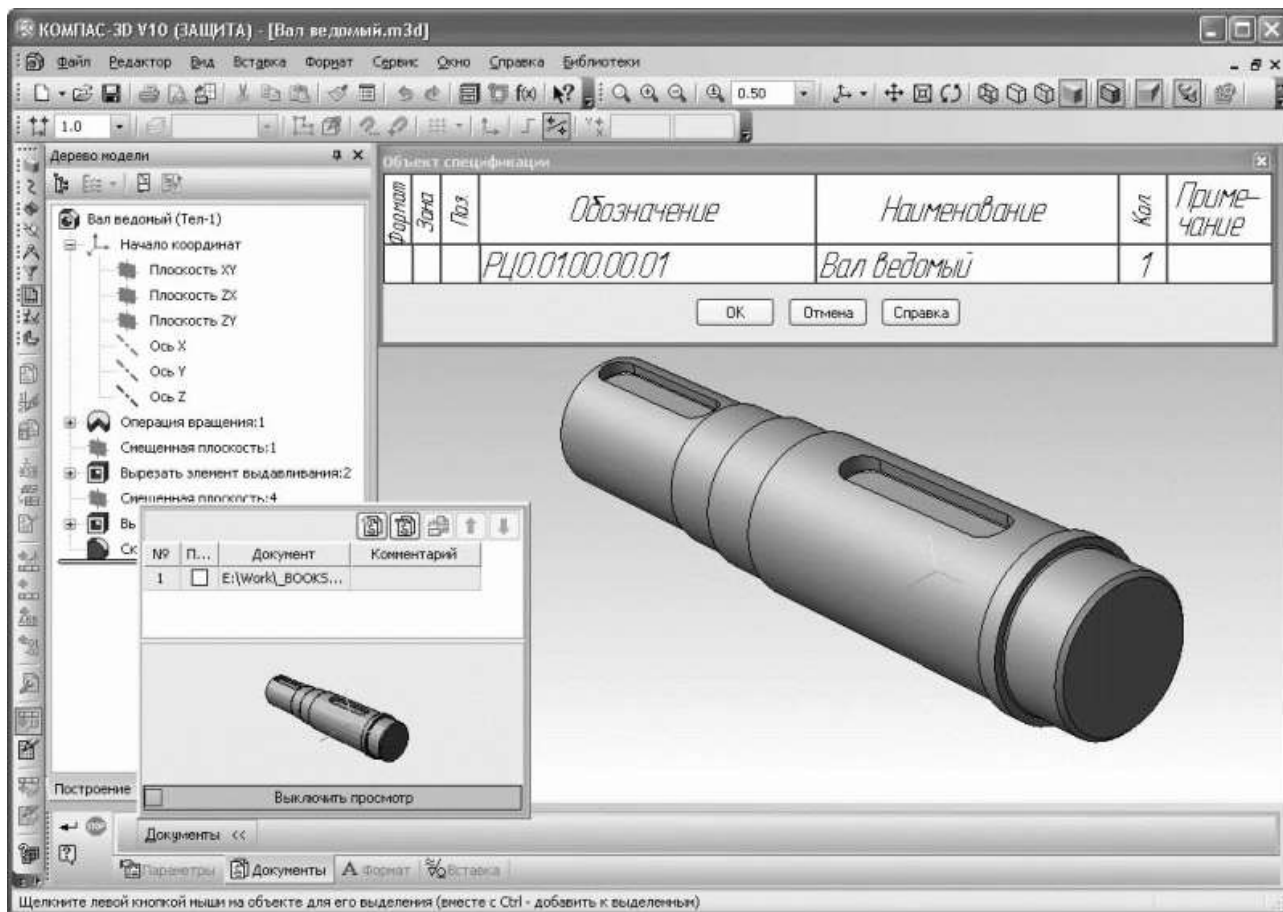 КОМПАС-3D V10 (ЗАЩИТА) - [Вал ведомый.m3d]
Файл Редактор Вид Вставка Формат Сервис Окно Справка Библиотеки
0.50
1.0
Дерево модели
Вал ведомый (Тел-1)
Начало координат
Плоскость XY
Плоскость ZX
Плоскость ZY
Ось X
Ось Y
Ось Z
Операция вращения:1
Смещенная плоскость:1
Вырезать элемент выдавливания:2
Смещенная плоскость:4
Вы
Ск
Построение
Объект спецификации
Формат Зона Поз. Обозначение Наименование Кол. Приме-
чание
РЦ0.01.00.00.01 Вал ведомый 1
ОК Отмена Справка
№ П... Документ Комментарий
1 E:\Work\_BOOKS...
Выключить просмотр
Документы <<
Параметры Документы Формат Вставка
Щелкните левой кнопкой мыши на объекте для его выделения (вместе с Ctrl - добавить к выделенным)